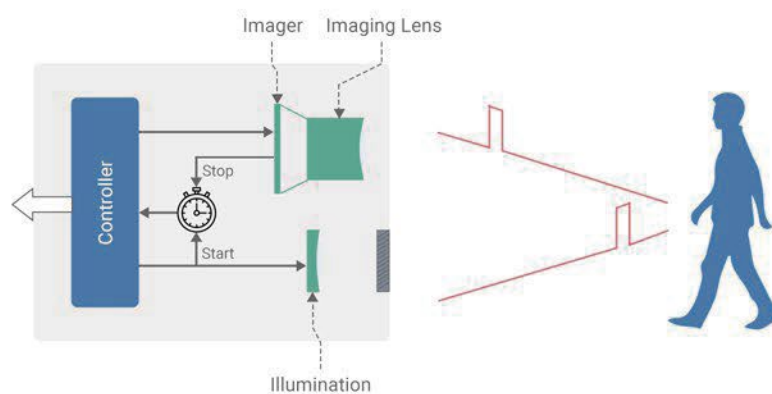 Imager
Imaging Lens
Controller
Stop
Start
Illumination